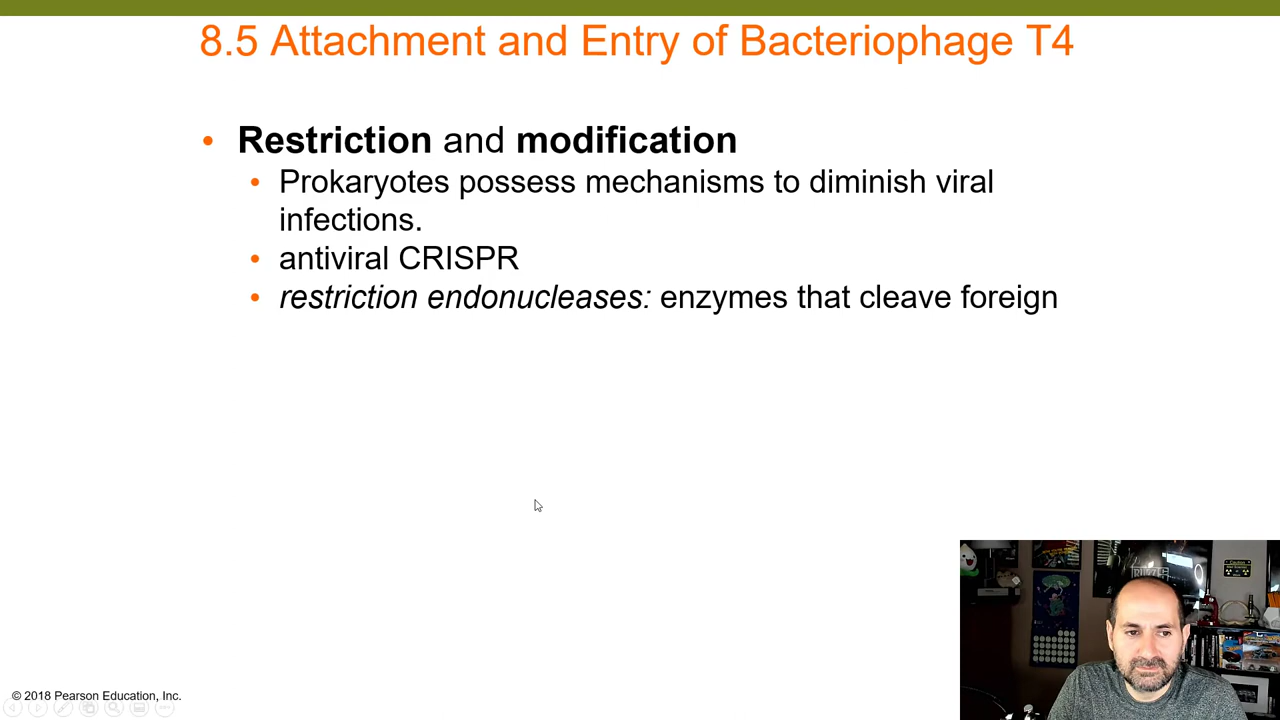 8.5 Attachment and Entry of Bacteriophage T4
• Restriction and modification
• Prokaryotes possess mechanisms to diminish viral
infections.
• antiviral CRISPR
• restriction endonucleases: enzymes that cleave foreign
© 2018 Pearson Education, Inc.